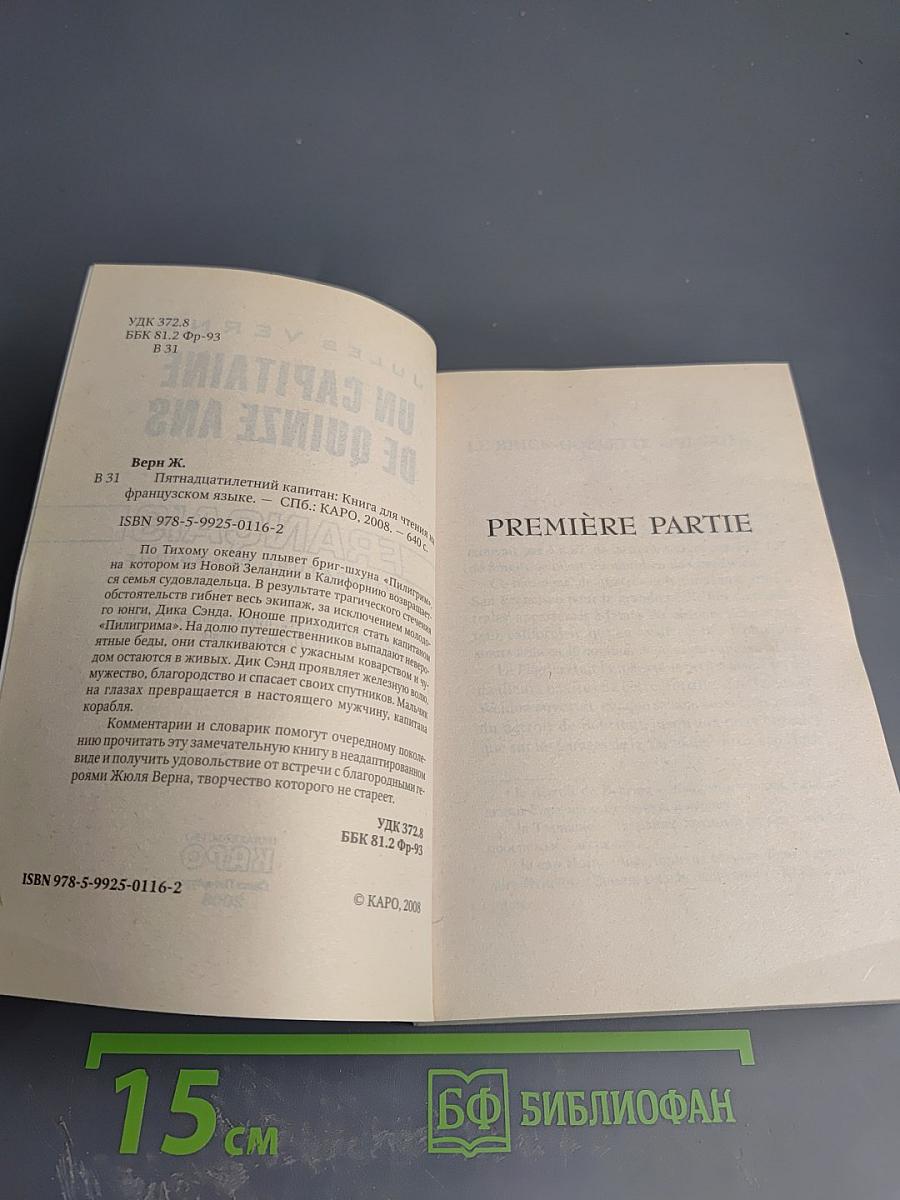 УДК 372.8
ББК 81.2 Фр-93
В 31
Верн Ж.
В 31 Пятнадцатилетний капитан: Книга для чтения на
французском языке. — СПб.: КАРО, 2008. — 640 с.
ISBN 978-5-9925-0116-2
По Тихому океану плывет бриг-шхуна «Пилигрим»
на котором из Новой Зеландии в Калифорнию возвращает-
ся семья судовладельца. В результате трагического стечения
обстоятельств гибнет весь экипаж, за исключением молодо-
го юнги, Дика Сэнда. Юноше приходится стать капитаном
«Пилигрима». На долю путешественников выпадают неверо-
ятные беды, они сталкиваются с ужасным коварством и чу-
дом остаются в живых. Дик Сэнд проявляет железную волю,
мужество, благородство и спасает своих спутников. Мальчик
на глазах превращается в настоящего мужчину, капитана
корабля.
Комментарии и словарик помогут очередному поколе-
нию прочитать эту замечательную книгу в неадаптированном
виде и получить удовольствие от встречи с благородными ге-
роями Жюля Верна, творчество которого не стареет.
УДК 372.8
ББК 81.2 Фр-93
ISBN 978-5-9925-0116-2
© КАРО, 2008
PREMIÈRE PARTIE
15 см
БФ БИБЛИОФАН